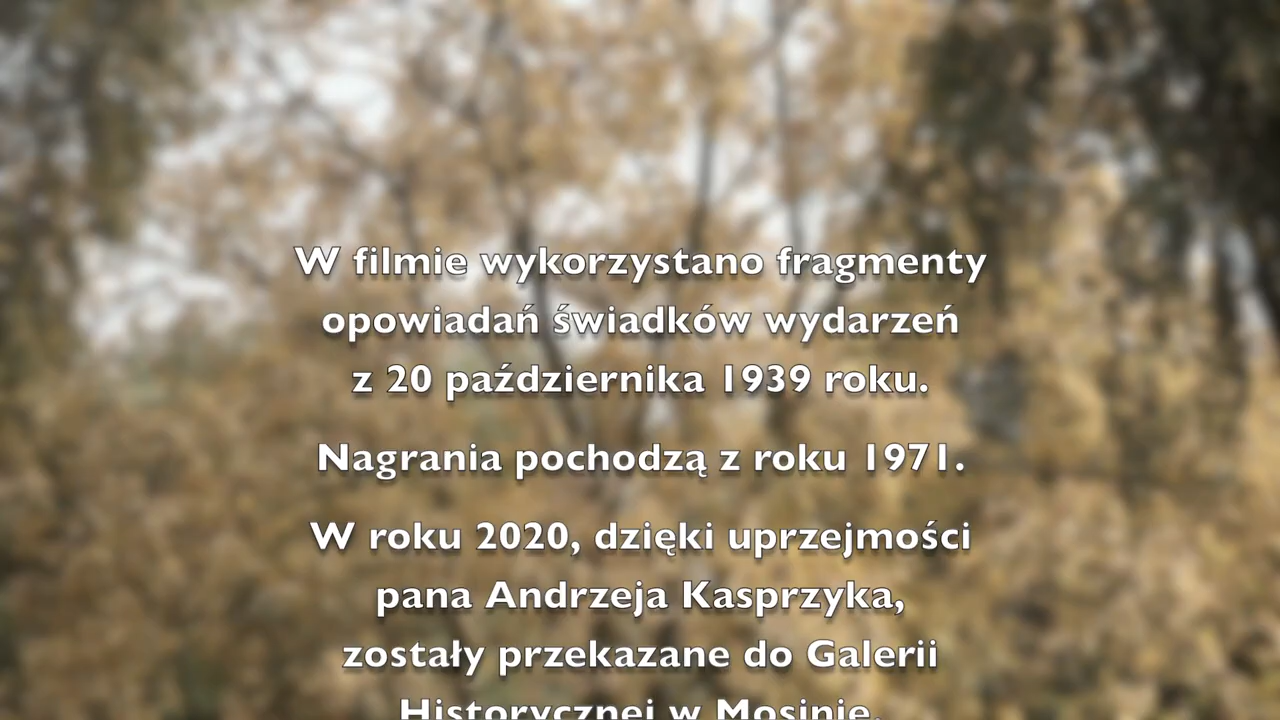 W filmie wykorzystano fragmenty
opowiadań świadków wydarzeń
z 20 października 1939 roku.
Nagrania pochodzą z roku 1971.
W roku 2020, dzięki uprzejmości
pana Andrzeja Kasprzyka,
zostały przekazane do Galerii
Historycznej w Mosinie.